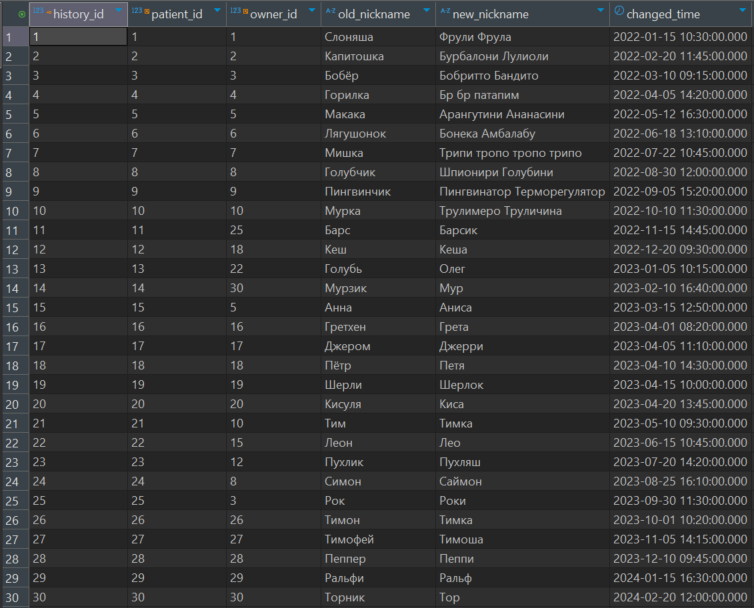 123 history_id 123 patient_id 123 owner_id A-Z old_nickname A-Z new_nickname changed_time
1 1 1 1 Слоняша Фрули Фрула 2022-01-15 10:30:00.000
2 2 2 2 Капитошка Бурбалони Лулиоли 2022-02-20 11:45:00.000
3 3 3 3 Бобёр Бобритто Бандито 2022-03-10 09:15:00.000
4 4 4 4 Горилка Бр бр патапим 2022-04-05 14:20:00.000
5 5 5 5 Макака Арангутини Ананасини 2022-05-12 16:30:00.000
6 6 6 6 Лягушонок Бонека Амбалабу 2022-06-18 13:10:00.000
7 7 7 7 Мишка Трипи тропо тропо трипо 2022-07-22 10:45:00.000
8 8 8 8 Голубчик Шпионири Голубини 2022-08-30 12:00:00.000
9 9 9 9 Пингвинчик Пингвинатор Терморегулятор 2022-09-05 15:20:00.000
10 10 10 10 Мурка Трулимеро Труличина 2022-10-10 11:30:00.000
11 11 11 25 Барс Барсик 2022-11-15 14:45:00.000
12 12 12 18 Кеш Кеша 2022-12-20 09:30:00.000
13 13 13 22 Голубь Олег 2023-01-05 10:15:00.000
14 14 14 30 Мурзик Мур 2023-02-10 16:40:00.000
15 15 15 5 Анна Аниса 2023-03-15 12:50:00.000
16 16 16 16 Гретхен Грета 2023-04-01 08:20:00.000
17 17 17 17 Джером Джерри 2023-04-05 11:10:00.000
18 18 18 18 Пётр Петя 2023-04-10 14:30:00.000
19 19 19 19 Шерли Шерлок 2023-04-15 10:00:00.000
20 20 20 20 Кисуля Киса 2023-04-20 13:45:00.000
21 21 21 10 Тим Тимка 2023-05-10 09:30:00.000
22 22 22 15 Леон Лео 2023-06-15 10:45:00.000
23 23 23 12 Пухлик Пухляш 2023-07-20 14:20:00.000
24 24 24 8 Симон Саймон 2023-08-25 16:10:00.000
25 25 25 3 Рок Роки 2023-09-30 11:30:00.000
26 26 26 26 Тимон Тимка 2023-10-01 10:20:00.000
27 27 27 27 Тимофей Тимоша 2023-11-05 14:15:00.000
28 28 28 28 Пеппер Пеппи 2023-12-10 09:45:00.000
29 29 29 29 Ральфи Ральф 2024-01-15 16:30:00.000
30 30 30 30 Торник Тор 2024-02-20 12:00:00.000